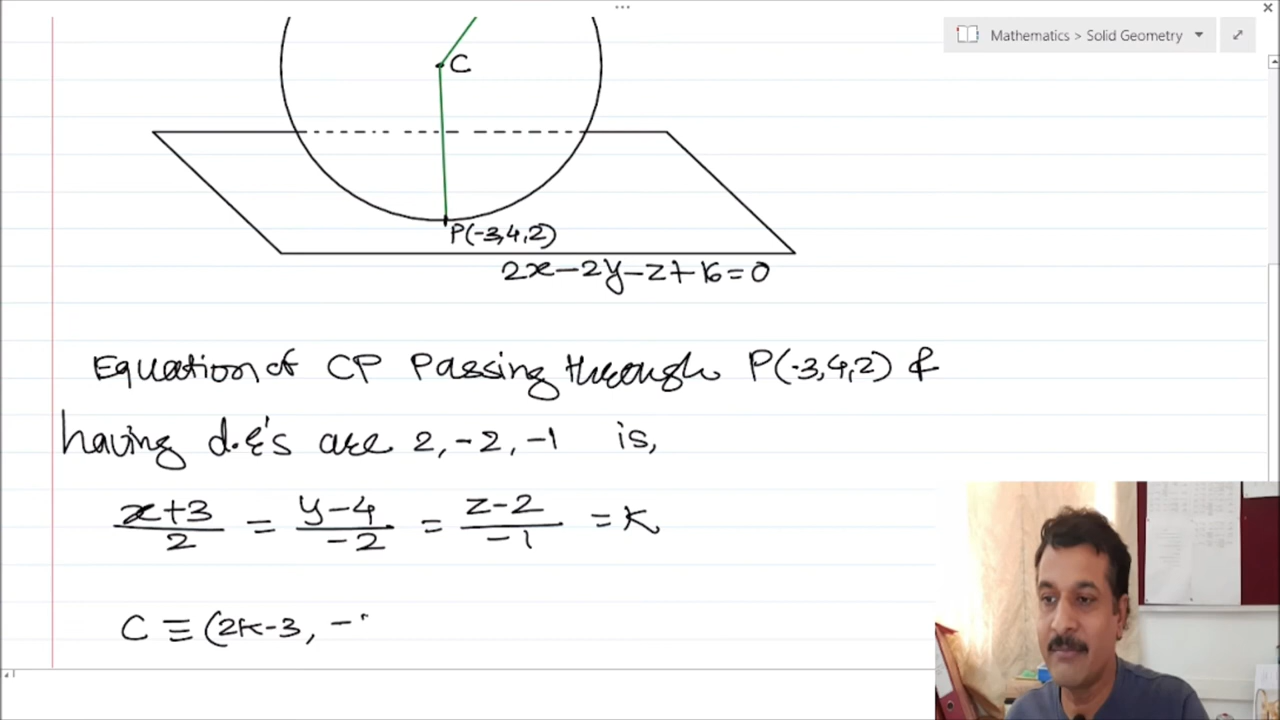 Mathematics > Solid Geometry
C
P(-3,4,2)
2x-2y-z+16=0
Equation of CP Passing through P(-3,4,2) &
having d.r's are 2,-2,-1 is,
x+3/2 = y-4/-2 = z-2/-1 = K
C ≡ (2K-3, -